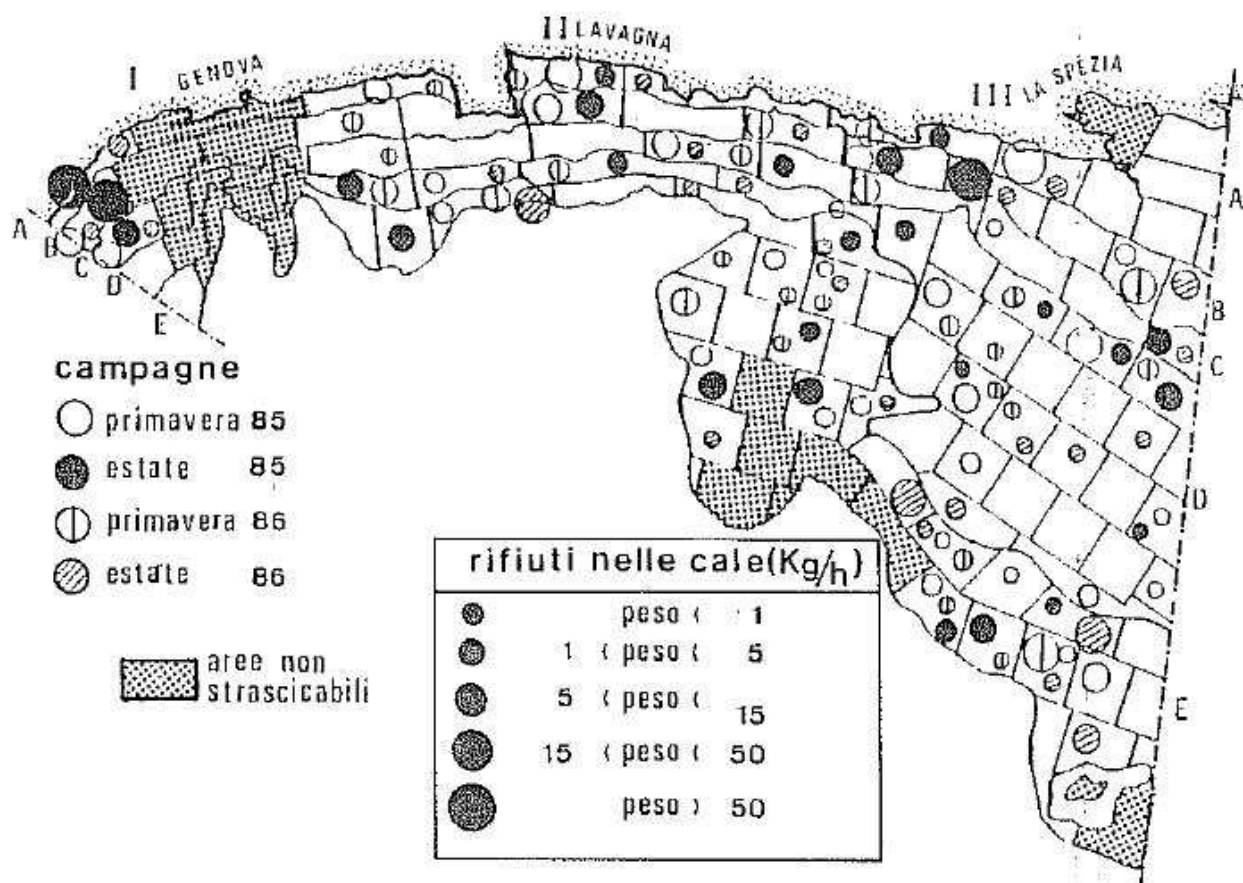 I GENOVA
II LAVAGNA
III LA SPEZIA
A
B
C
D
E
A
B
C
D
E
campagne
primavera 85
estate 85
primavera 86
estate 86
aree non
strascicabili
rifiuti nelle cale(Kg/h)
peso < 1
1 < peso < 5
5 < peso < 15
15 < peso < 50
peso > 50